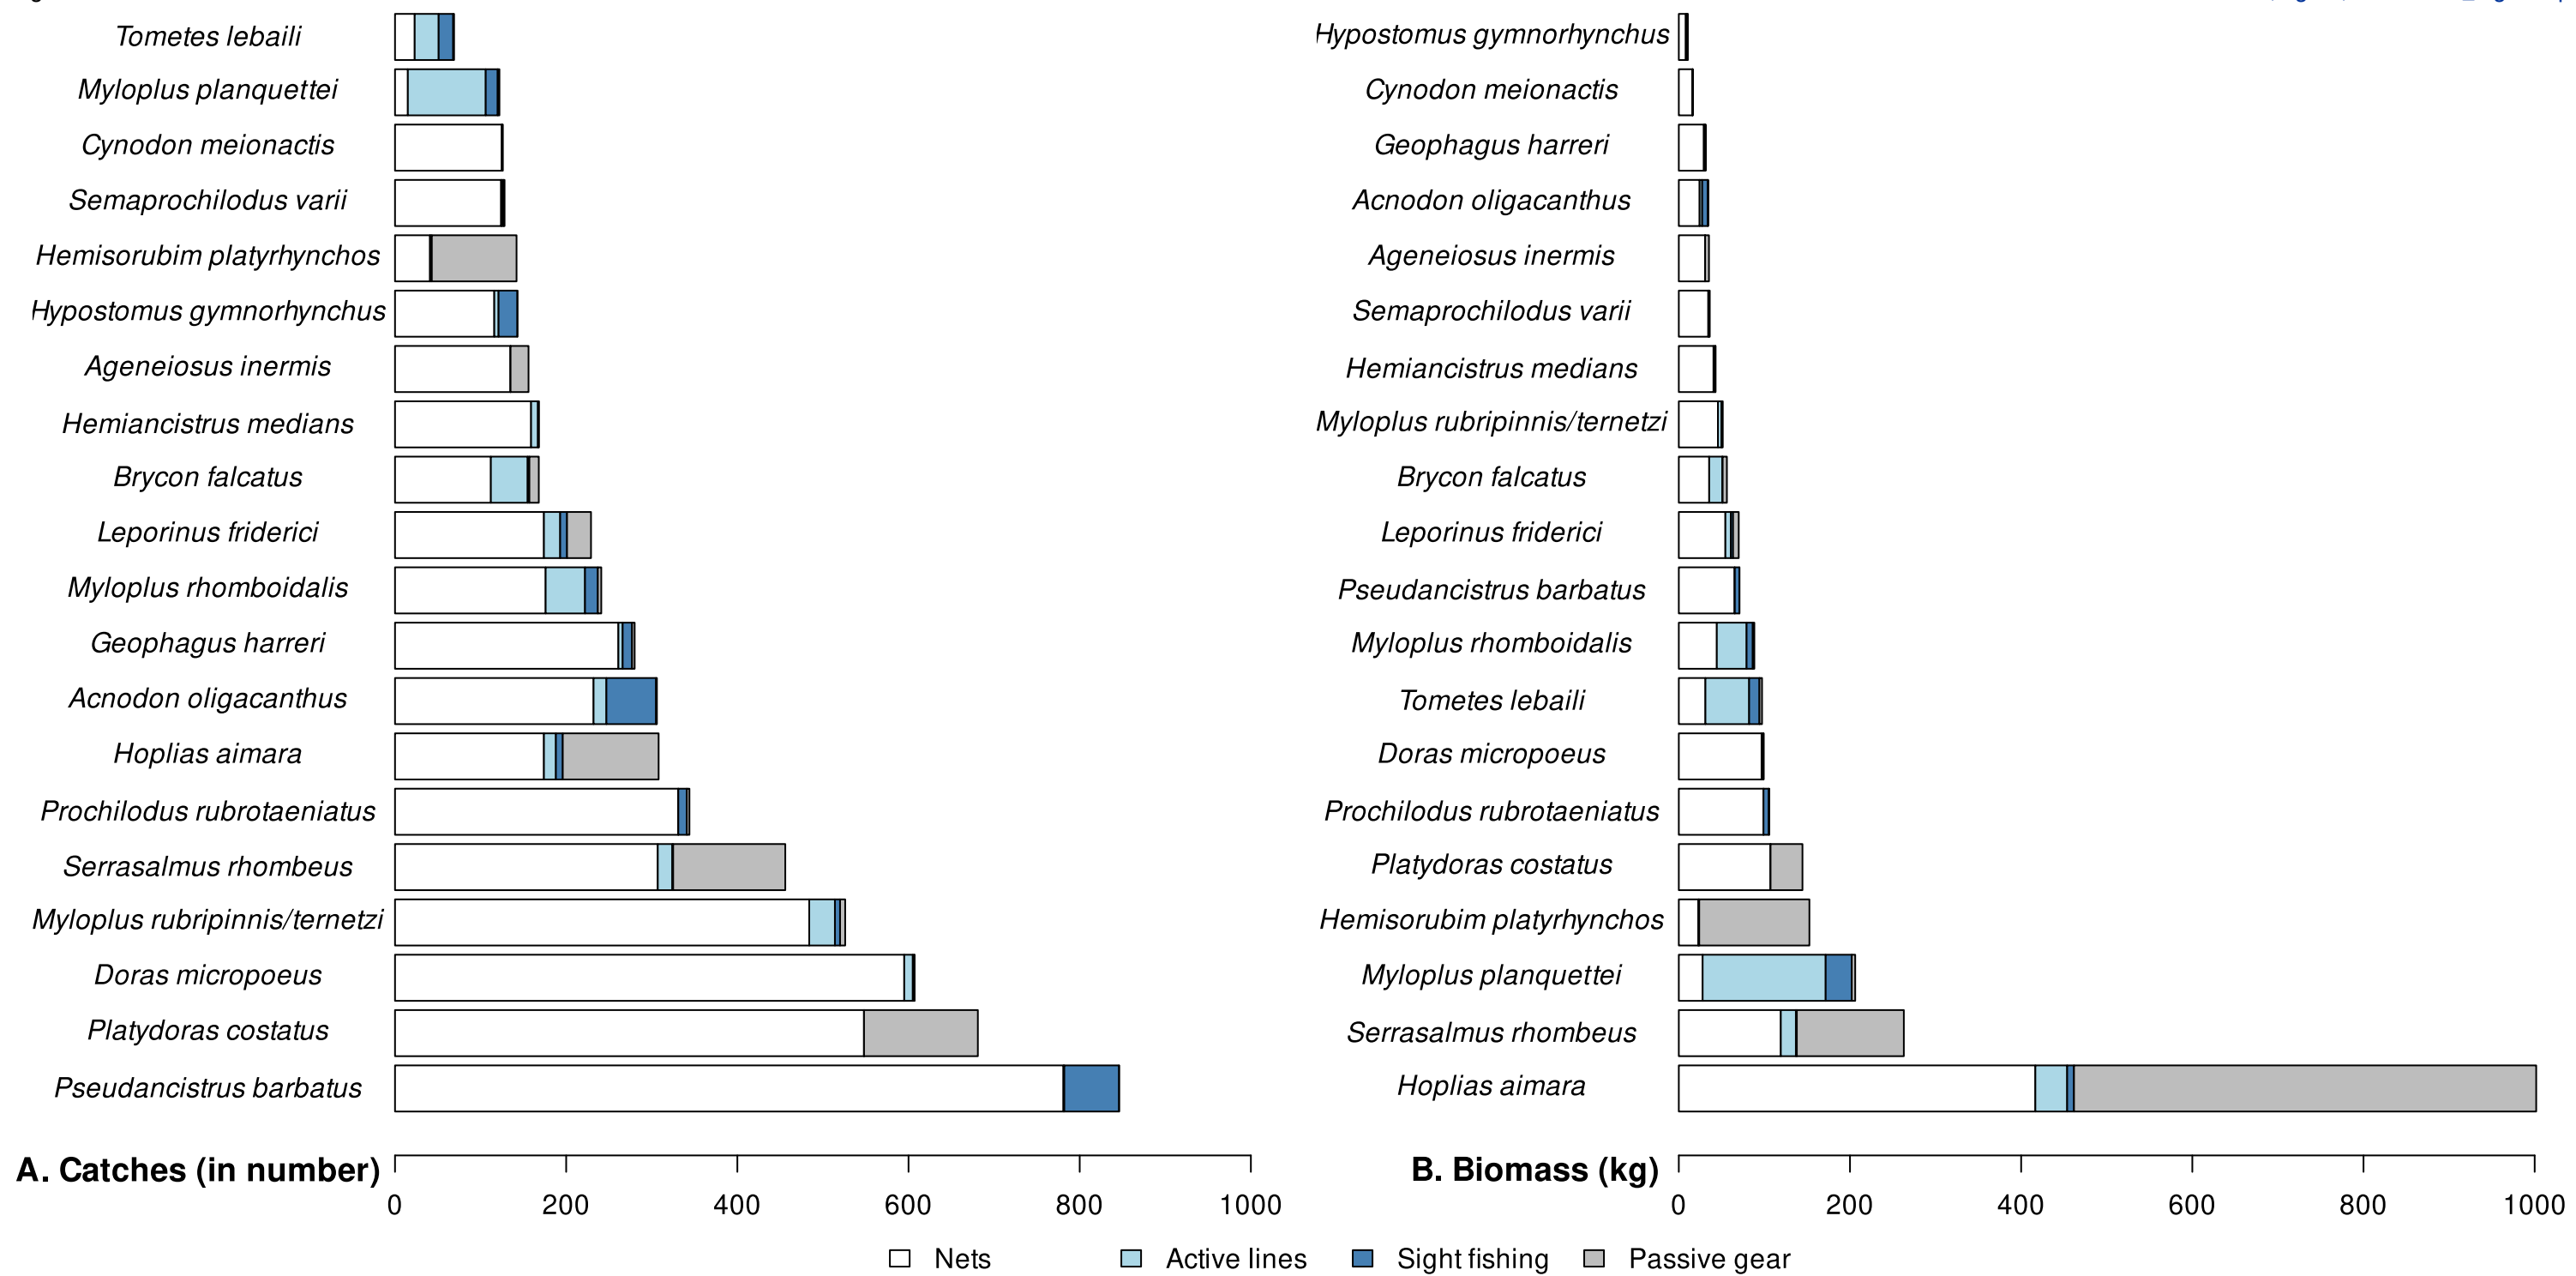 Tometes lebaili
Myloplus planquettei
Cynodon meionactis
Semaprochilodus varii
Hemisorubim platyrhynchos
Hypostomus gymnorhynchus
Ageneiosus inermis
Hemiancistrus medians
Brycon falcatus
Leporinus friderici
Myloplus rhomboidalis
Geophagus harreri
Acnodon oligacanthus
Hoplias aimara
Prochilodus rubrotaeniatus
Serrasalmus rhombeus
Myloplus rubripinnis/ternetzi
Doras micropoeus
Platydoras costatus
Pseudancistrus barbatus
A. Catches (in number)
0 200 400 600 800 1000
Hypostomus gymnorhynchus
Cynodon meionactis
Geophagus harreri
Acnodon oligacanthus
Ageneiosus inermis
Semaprochilodus varii
Hemiancistrus medians
Myloplus rubripinnis/ternetzi
Brycon falcatus
Leporinus friderici
Pseudancistrus barbatus
Myloplus rhomboidalis
Tometes lebaili
Doras micropoeus
Prochilodus rubrotaeniatus
Platydoras costatus
Hemisorubim platyrhynchos
Myloplus planquettei
Serrasalmus rhombeus
Hoplias aimara
B. Biomass (kg)
0 200 400 600 800 1000
Nets Active lines Sight fishing Passive gear